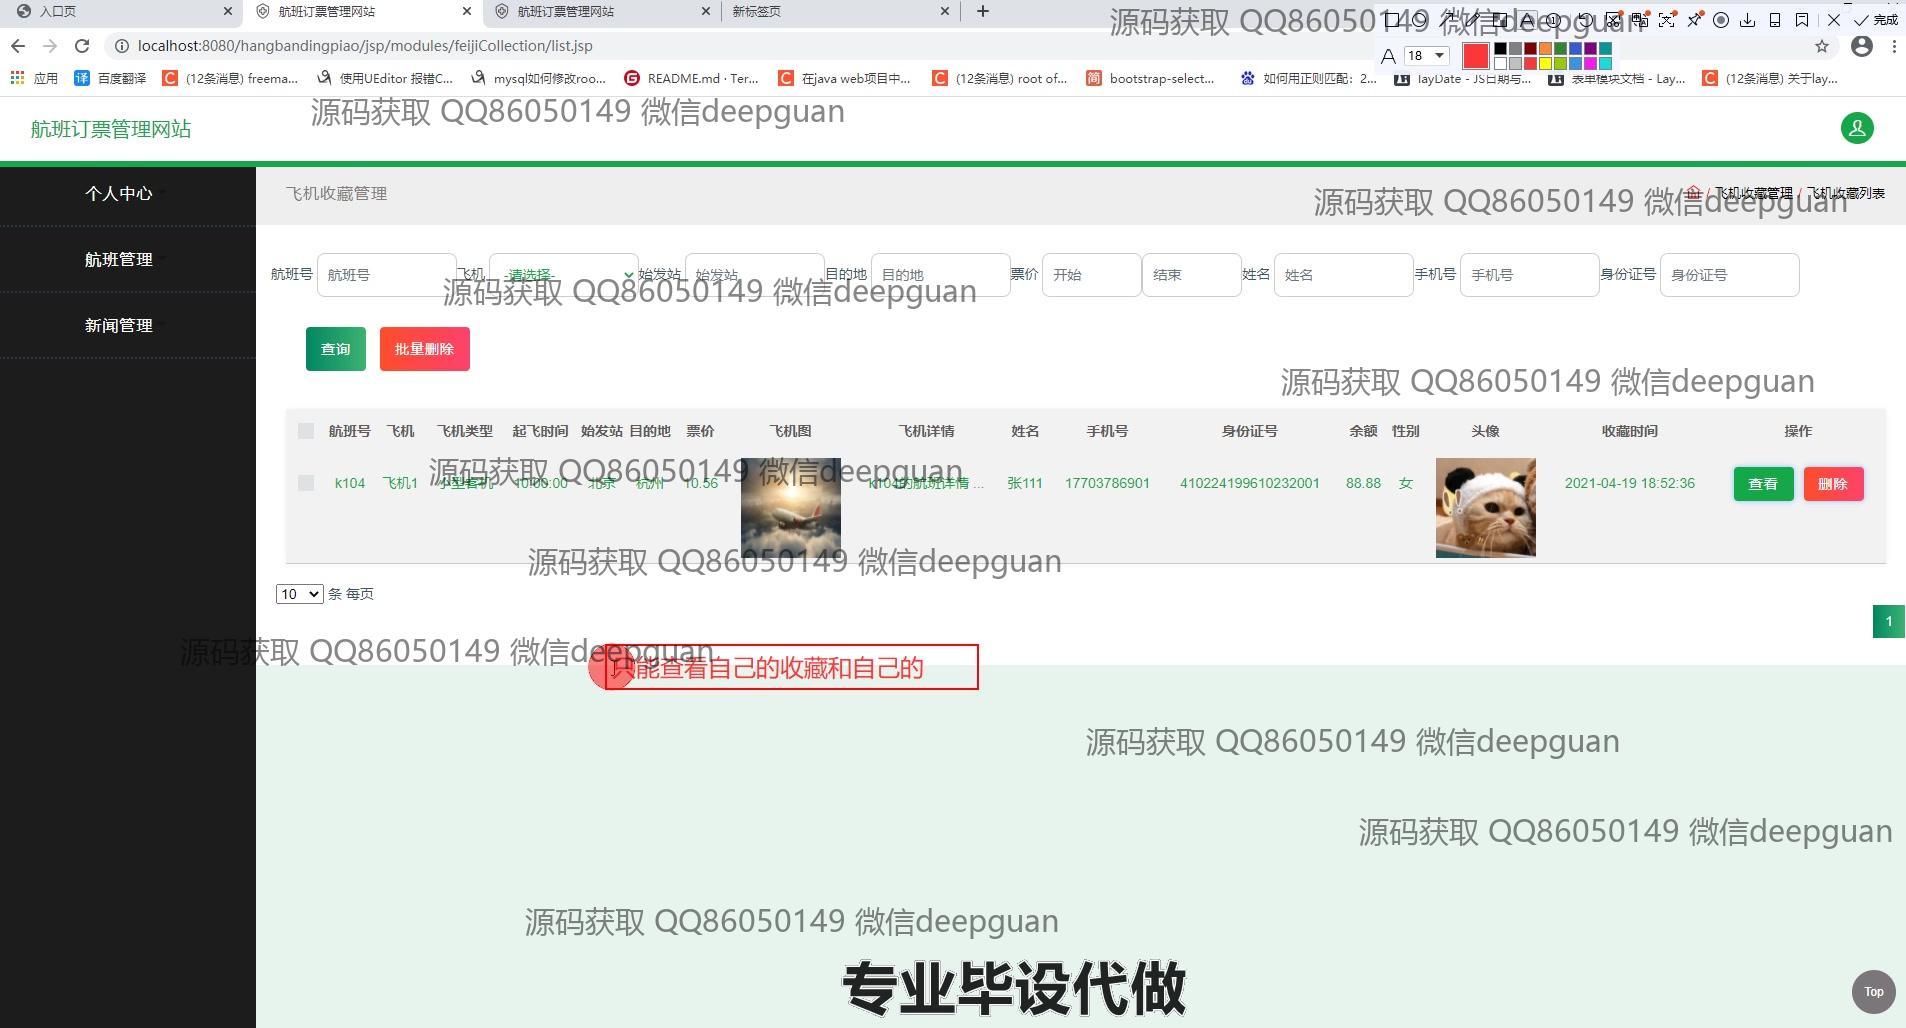 入口页 航班订票管理网站 航班订票管理网站 新标签页
源码获取 QQ86050149 微信deepguan
完成
localhost:8080/hangbandingpiao/jsp/modules/feijiCollection/list.jsp
18
应用 百度翻译 (12条消息) freema... 使用UEditor 报错C... mysql如何修改roo... README.md · Ter... 在java web项目中... (12条消息) root of... bootstrap-select... 如何用正则匹配：2... layDate - JS日期与... 表单模块文档 - Lay... (12条消息) 关于lay...
源码获取 QQ86050149 微信deepguan
航班订票管理网站
个人中心
飞机收藏管理
/ 飞机收藏管理 / 飞机收藏列表
源码获取 QQ86050149 微信deepguan
航班管理
航班号 航班号 飞机 -请选择- 始发站 始发站 目的地 目的地 票价 开始 结束 姓名 姓名 手机号 手机号 身份证号 身份证号
源码获取 QQ86050149 微信deepguan
新闻管理
查询 批量删除
源码获取 QQ86050149 微信deepguan
航班号 飞机 飞机类型 起飞时间 始发站 目的地 票价 飞机图 飞机详情 姓名 手机号 身份证号 余额 性别 头像 收藏时间 操作
源码获取 QQ86050149 微信deepguan
k104 飞机1 小型客机 10:00:00 北京 杭州 10.56 k104的航班详情 ... 张111 17703786901 410224199610232001 88.88 女 2021-04-19 18:52:36 查看 删除
源码获取 QQ86050149 微信deepguan
10 条 每页
1
源码获取 QQ86050149 微信deepguan
只能查看自己的收藏和自己的
源码获取 QQ86050149 微信deepguan
源码获取 QQ86050149 微信deepguan
源码获取 QQ86050149 微信deepguan
专业毕设代做
Top